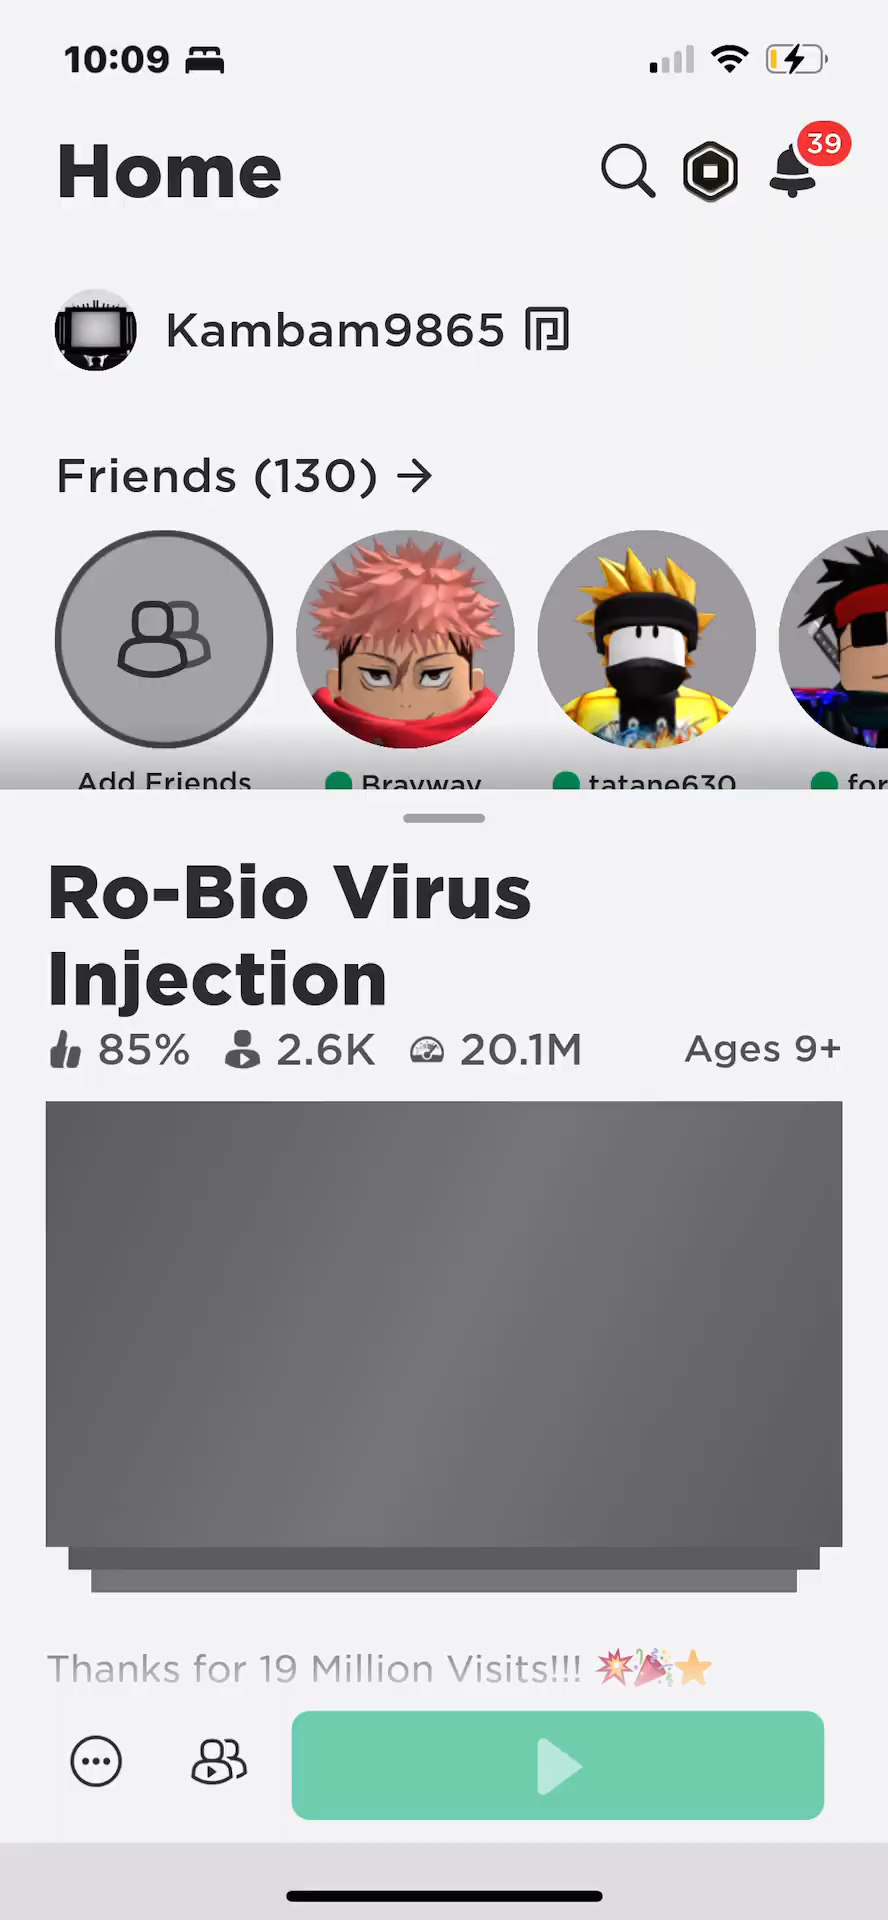 10:09
Home
39
Kambam9865
Friends (130)
Add Friends
Brayway
tatane630
for
Ro-Bio Virus
Injection
85% 2.6K 20.1M Ages 9+
Thanks for 19 Million Visits!!! 💥🎉⭐